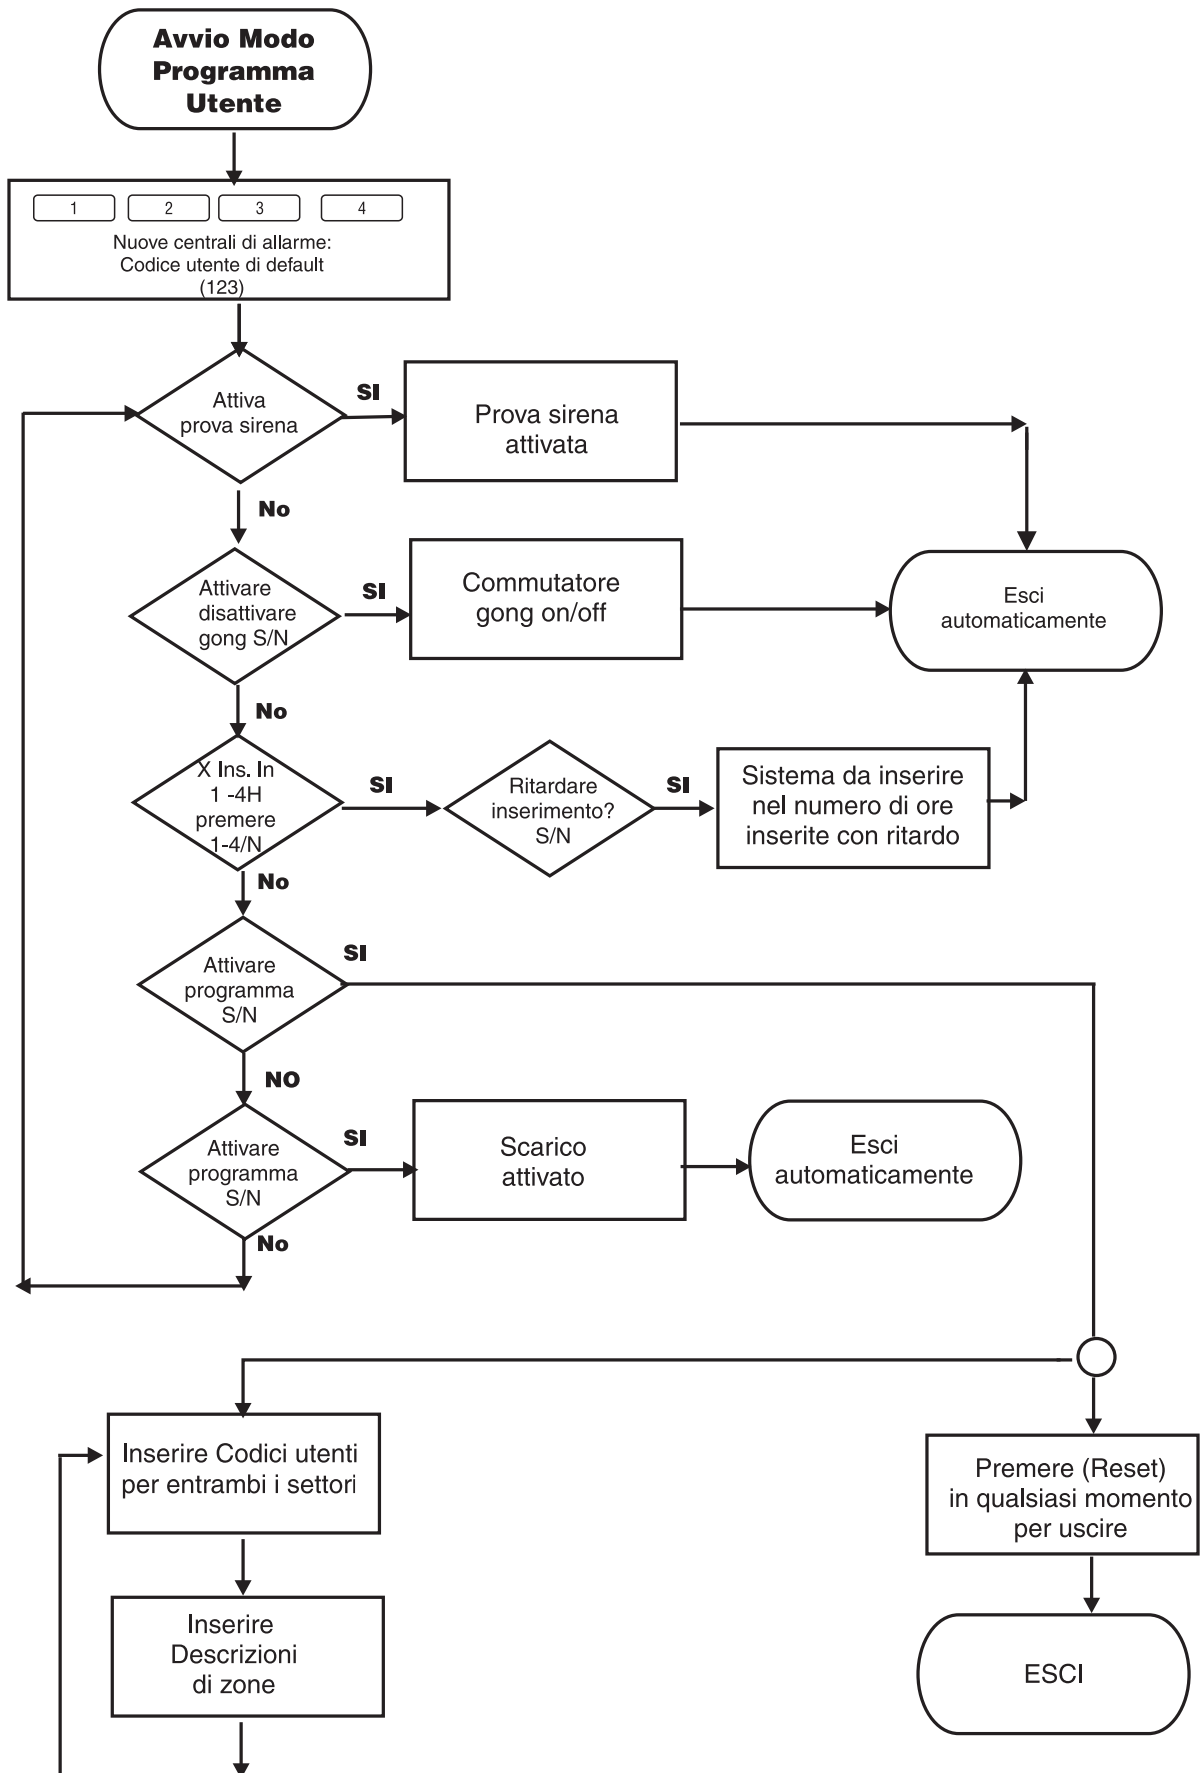 Avvio Modo
Programma
Utente
1 2 3 4
Nuove centrali di allarme:
Codice utente di default
(123)
Attiva
prova sirena
SI
Prova sirena
attivata
No
Attivare
disattivare
gong S/N
SI
Commutatore
gong on/off
Esci
automaticamente
No
X Ins. In
1 -4H
premere
1-4/N
SI
Ritardare
inserimento?
S/N
SI
Sistema da inserire
nel numero di ore
inserite con ritardo
No
Attivare
programma
S/N
SI
NO
Attivare
programma
S/N
SI
Scarico
attivato
Esci
automaticamente
No
Inserire Codici utenti
per entrambi i settori
Premere (Reset)
in qualsiasi momento
per uscire
Inserire
Descrizioni
di zone
ESCI